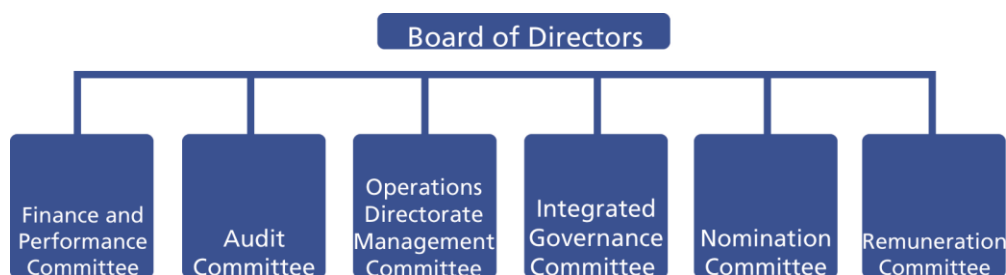 Board of Directors
Finance and
Performance
Committee
Audit
Committee
Operations
Directorate
Management
Committee
Integrated
Governance
Committee
Nomination
Committee
Remuneration
Committee